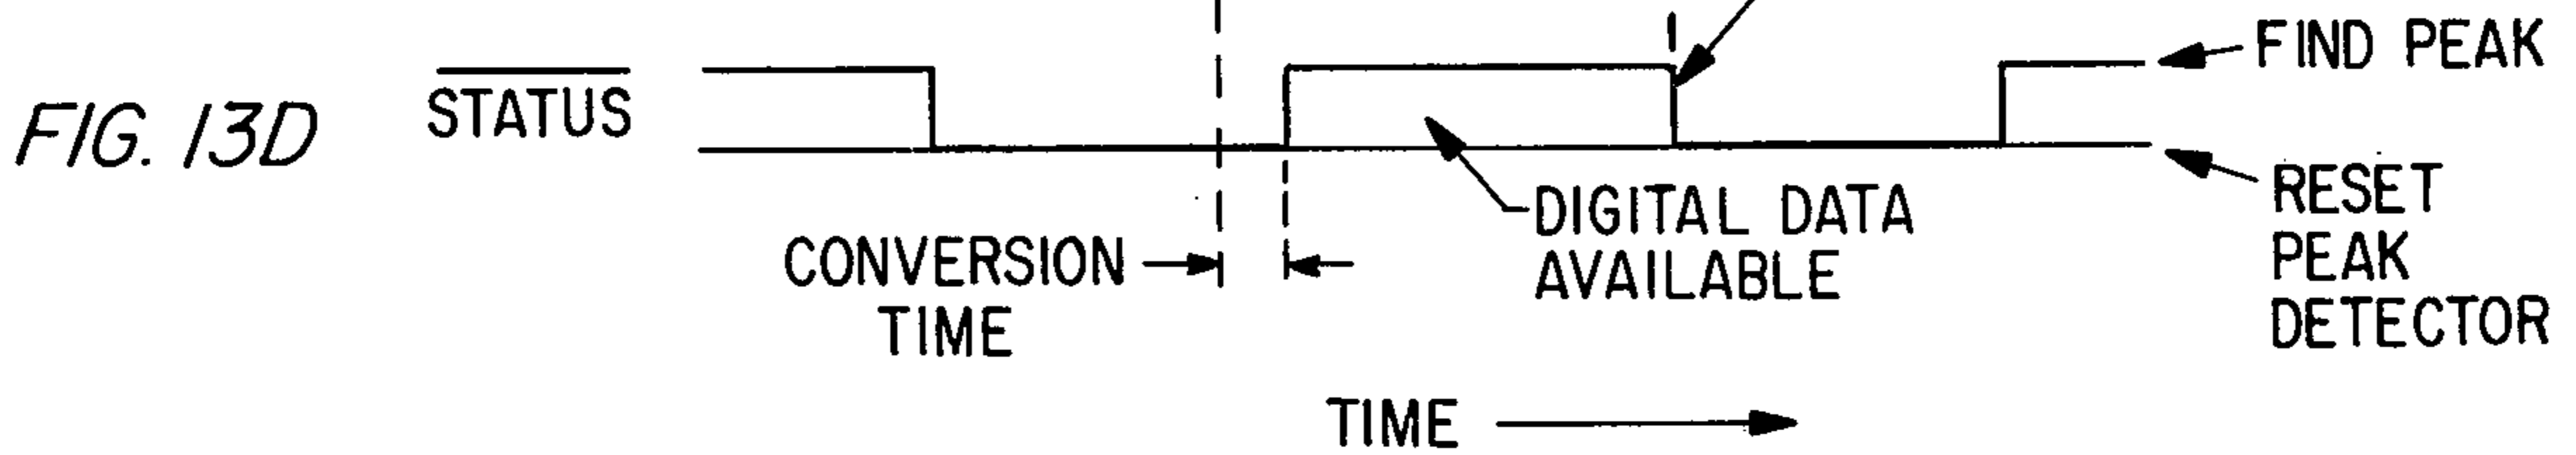 FIG. 13D
STATUS
FIND PEAK
RESET
PEAK
DETECTOR
DIGITAL DATA
AVAILABLE
CONVERSION
TIME
TIME